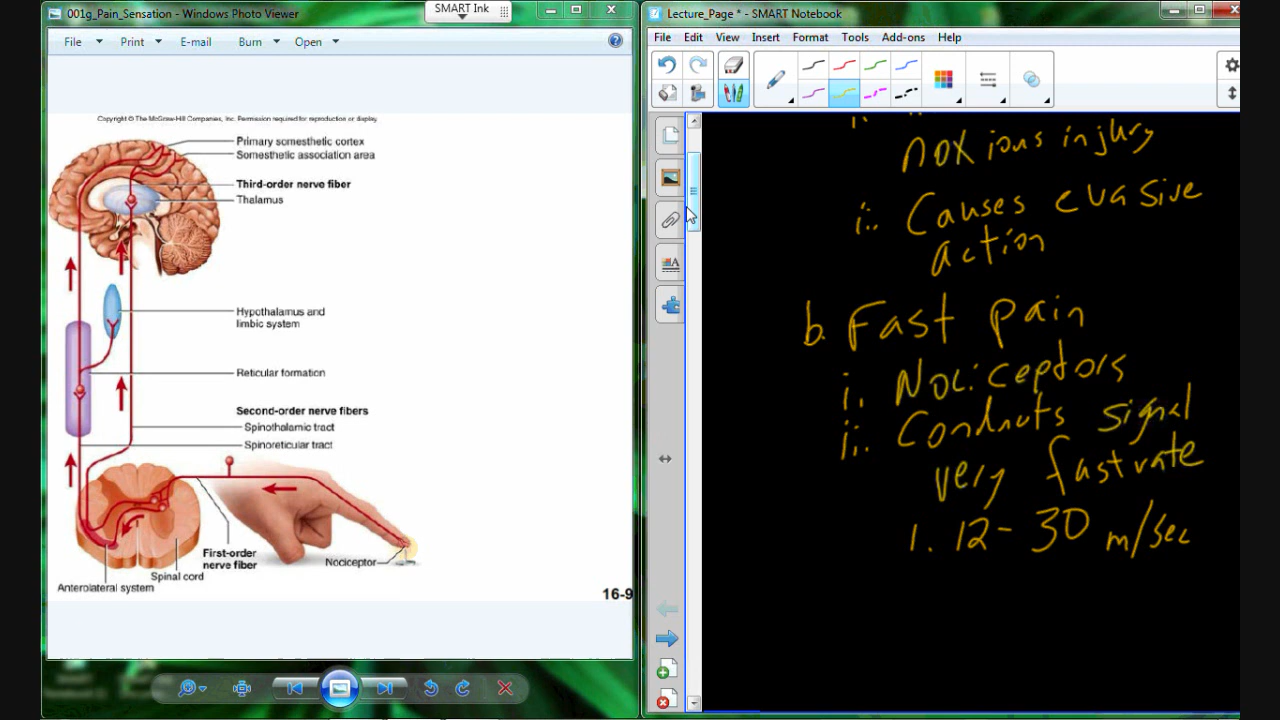 001g_Pain_Sensation - Windows Photo Viewer
SMART Ink
File Print E-mail Burn Open
Copyright © The McGraw-Hill Companies, Inc. Permission required for reproduction or display.
Primary somesthetic cortex
Somesthetic association area
Third-order nerve fiber
Thalamus
Hypothalamus and
limbic system
Reticular formation
Second-order nerve fibers
Spinothalamic tract
Spinoreticular tract
First-order
nerve fiber
Nociceptor
Spinal cord
Anterolateral system
16-9
Lecture_Page * - SMART Notebook
File Edit View Insert Format Tools Add-ons Help
noxious injury
ii. Causes evasive
action
b. Fast pain
i. Nociceptors
ii. Conducts signal
very fast rate
1. 12-30 m/sec